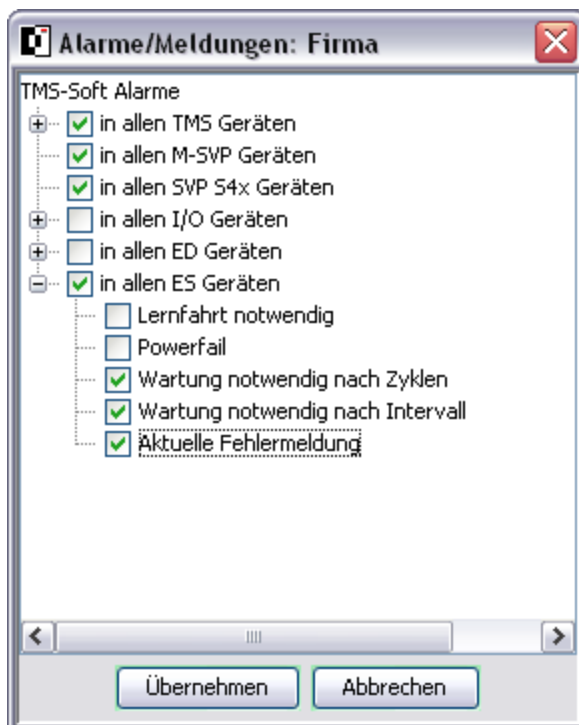 Alarme/Meldungen: Firma
TMS-Soft Alarme
in allen TMS Geräten
in allen M-SVP Geräten
in allen SVP S4x Geräten
in allen I/O Geräten
in allen ED Geräten
in allen ES Geräten
Lernfahrt notwendig
Powerfail
Wartung notwendig nach Zyklen
Wartung notwendig nach Intervall
Aktuelle Fehlermeldung
Übernehmen Abbrechen